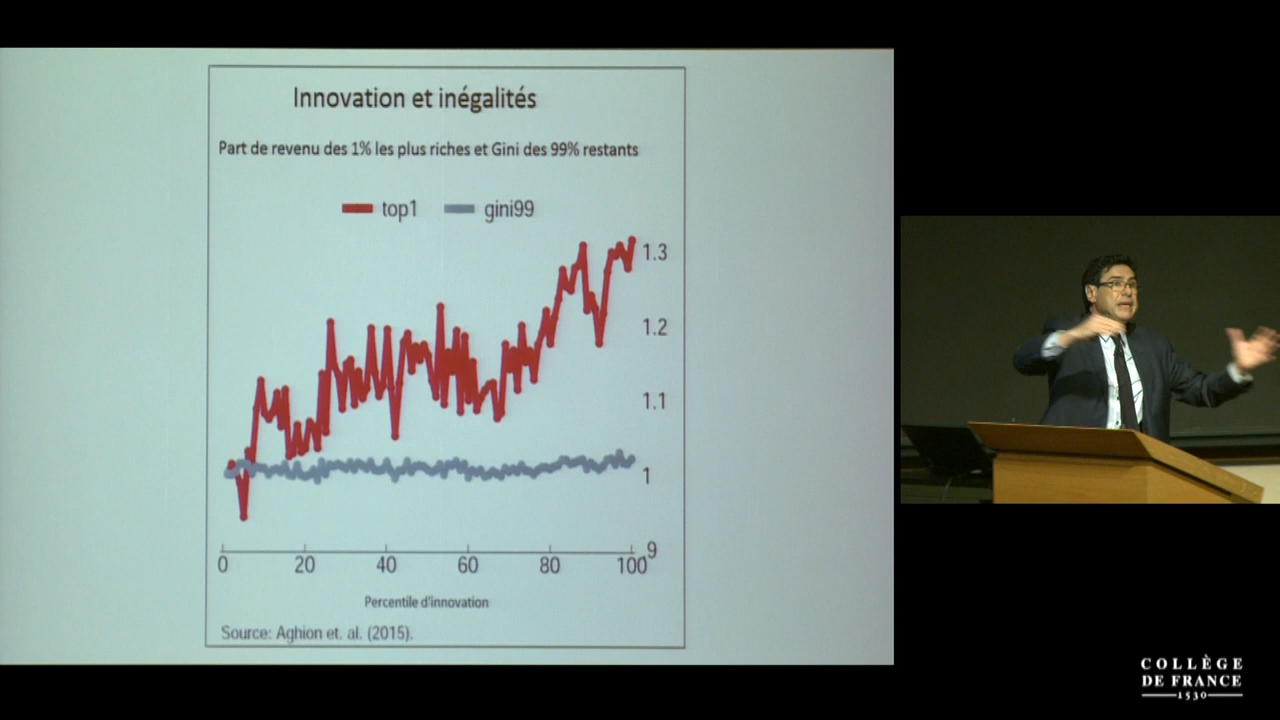 Innovation et inégalités
Part de revenu des 1% les plus riches et Gini des 99% restants
top1 gini99
1.3
1.2
1.1
1
.9
0 20 40 60 80 100
Percentile d'innovation
Source: Aghion et. al. (2015).
COLLÈGE
DE FRANCE
1530